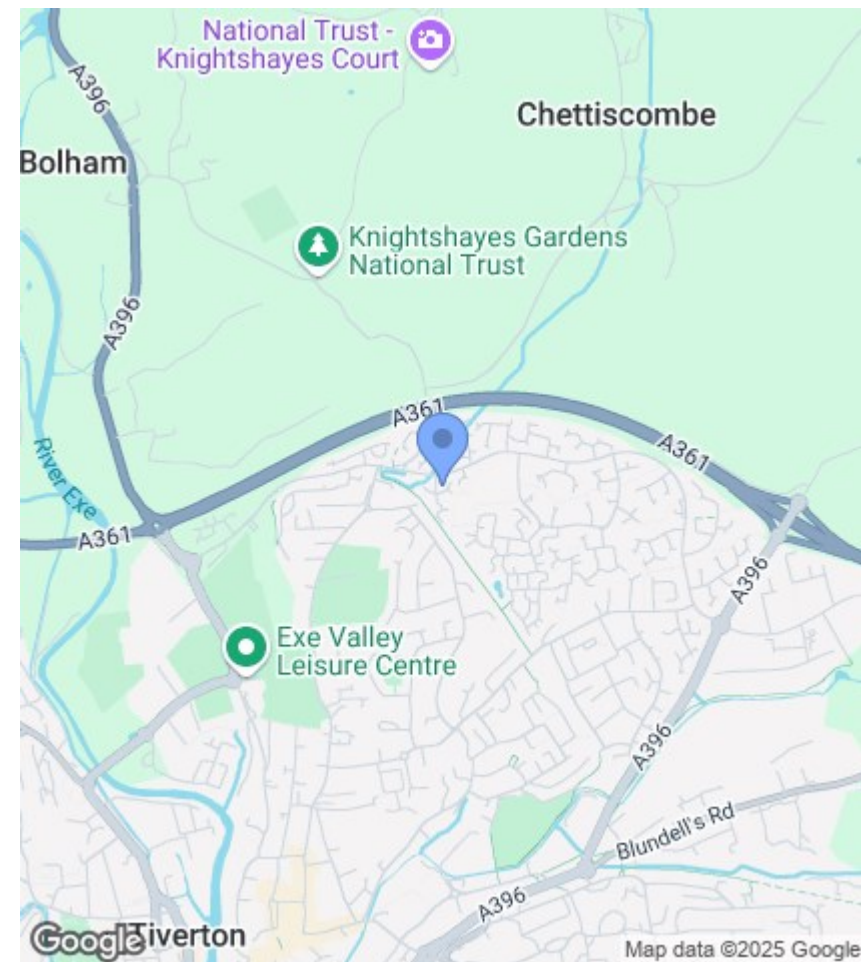 National Trust -
Knightshayes Court
A396
Chettiscombe
Bolham
Knightshayes Gardens
National Trust
A396
A361
A361
River Exe
A361
A396
Exe Valley
Leisure Centre
A396
Blundell's Rd
A396
Google
Tiverton
Map data ©2025 Google